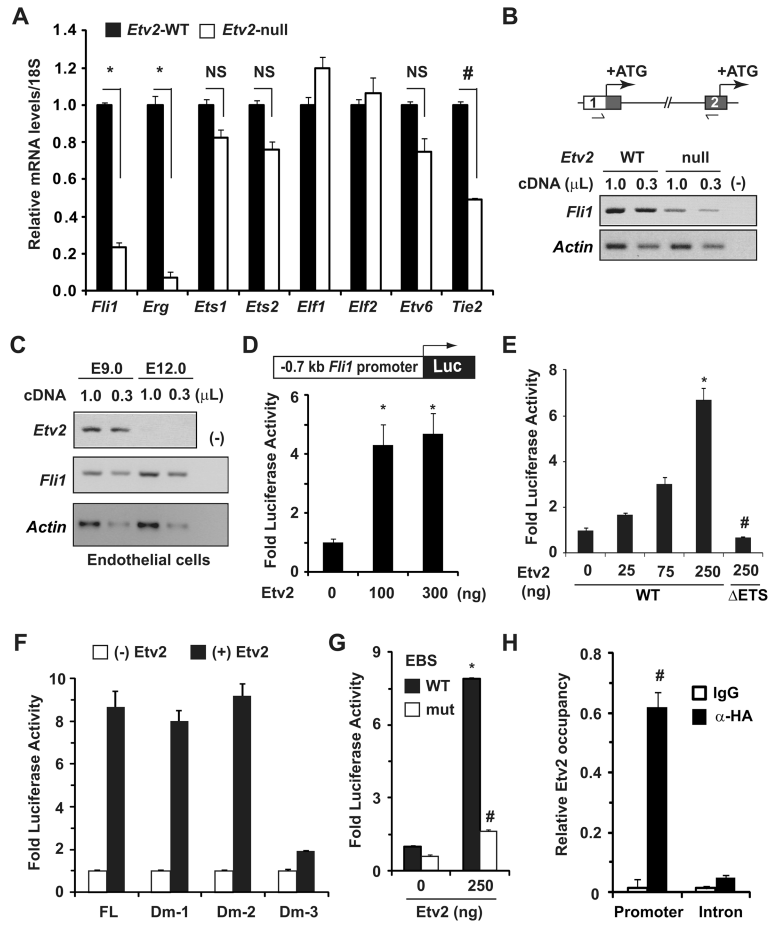 A
Etv2-WT Etv2-null
Relative mRNA levels/18S
1.4
1.2
1.0
0.8
0.6
0.4
0.2
0.0
* * NS NS NS #
Fli1 Erg Ets1 Ets2 Elf1 Elf2 Etv6 Tie2
B
+ATG +ATG
1 // 2
Etv2 WT null
cDNA (μL) 1.0 0.3 1.0 0.3 (-)
Fli1
Actin
C
E9.0 E12.0
cDNA 1.0 0.3 1.0 0.3 (μL)
Etv2
(-)
Fli1
Actin
Endothelial cells
D
-0.7 kb Fli1 promoter Luc
Fold Luciferase Activity
6
4
2
0
* *
Etv2 0 100 300 (ng)
E
Fold Luciferase Activity
8
6
4
2
0
*
#
Etv2 0 25 75 250 250
(ng) WT ΔETS
F
(-) Etv2 (+) Etv2
Fold Luciferase Activity
10
8
6
4
2
0
FL Dm-1 Dm-2 Dm-3
G
EBS
WT
mut
Fold Luciferase Activity
9
6
3
0
*
#
0 250
Etv2 (ng)
H
IgG
α-HA
Relative Etv2 occupancy
0.8
0.6
0.4
0.2
0
#
Promoter Intron